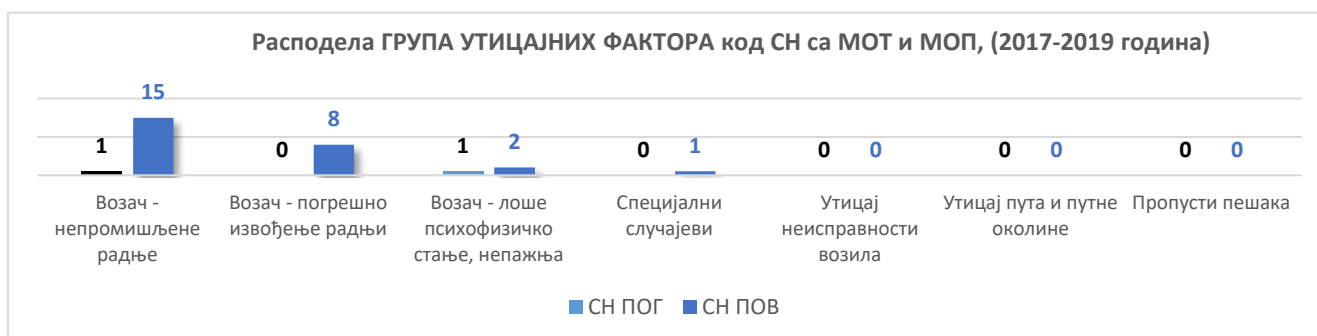 Расподела ГРУПА УТИЦАЈНИХ ФАКТОРА код СН са МОТ и МОП, (2017-2019 година)
1 15 0 8 1 2 0 1 0 0 0 0 0 0
Возач - непромишљене радње
Возач - погрешно извођење радњи
Возач - лоше психофизичко стање, непажња
Специјални случајеви
Утицај неисправности возила
Утицај пута и путне околине
Пропусти пешака
СН ПОГ СН ПОВ